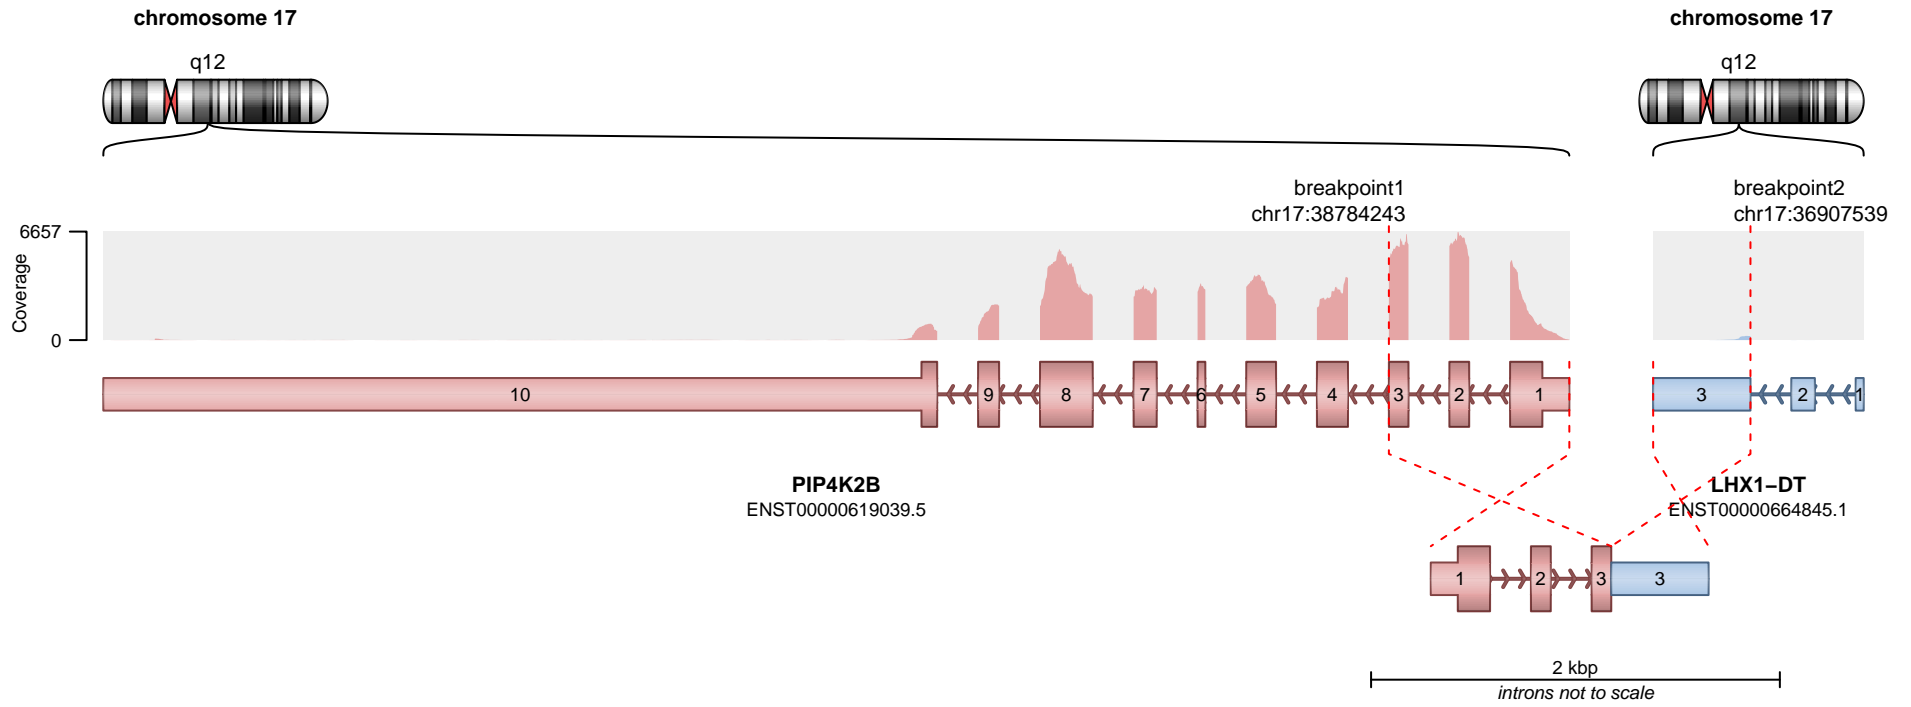 chromosome 17
chromosome 17
q12
q12
breakpoint1
chr17:38784243
breakpoint2
chr17:36907539
6657
Coverage
0
10 9 8 7 6 5 4 3 2 1
3 2 1
PIP4K2B
ENST00000619039.5
LHX1−DT
ENST00000664845.1
1 2 3 3
2 kbp
introns not to scale